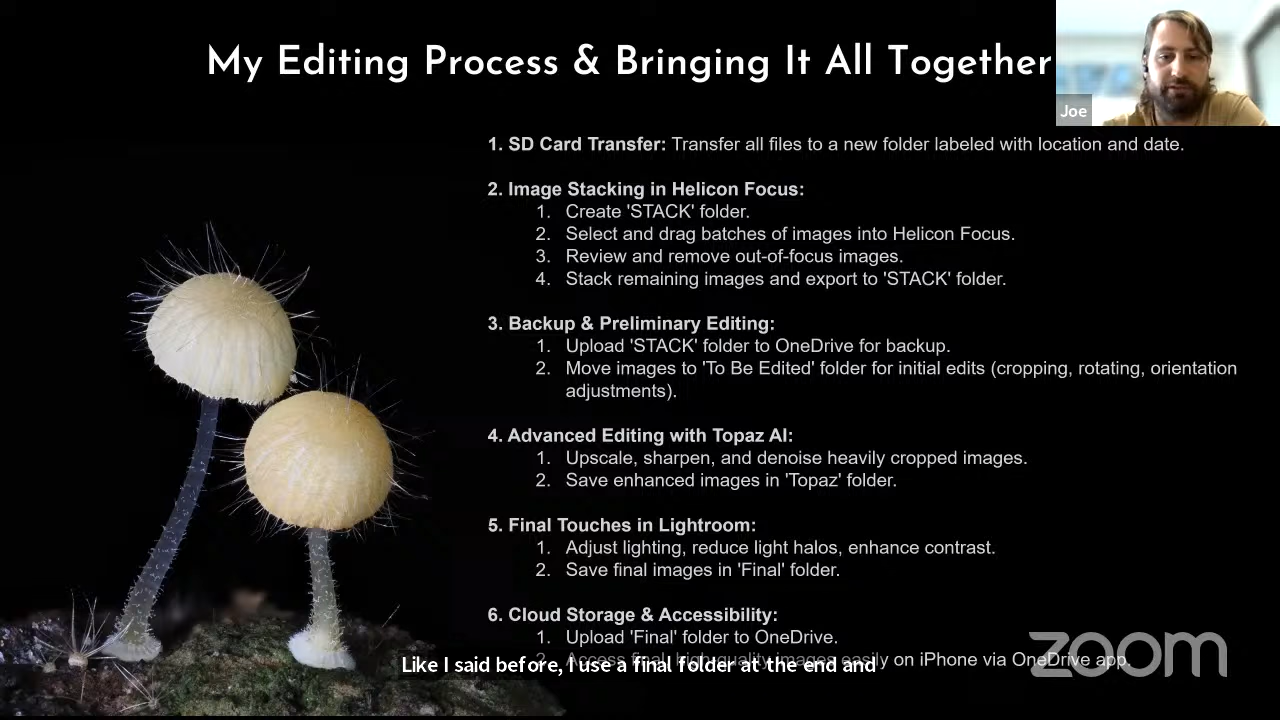 My Editing Process & Bringing It All Together
Joe
1. SD Card Transfer: Transfer all files to a new folder labeled with location and date.
2. Image Stacking in Helicon Focus:
1. Create 'STACK' folder.
2. Select and drag batches of images into Helicon Focus.
3. Review and remove out-of-focus images.
4. Stack remaining images and export to 'STACK' folder.
3. Backup & Preliminary Editing:
1. Upload 'STACK' folder to OneDrive for backup.
2. Move images to 'To Be Edited' folder for initial edits (cropping, rotating, orientation
adjustments).
4. Advanced Editing with Topaz AI:
1. Upscale, sharpen, and denoise heavily cropped images.
2. Save enhanced images in 'Topaz' folder.
5. Final Touches in Lightroom:
1. Adjust lighting, reduce light halos, enhance contrast.
2. Save final images in 'Final' folder.
6. Cloud Storage & Accessibility:
1. Upload 'Final' folder to OneDrive.
2. Access final, high-quality images easily on iPhone via OneDrive app.
Like I said before, I use a final folder at the end and
zoom